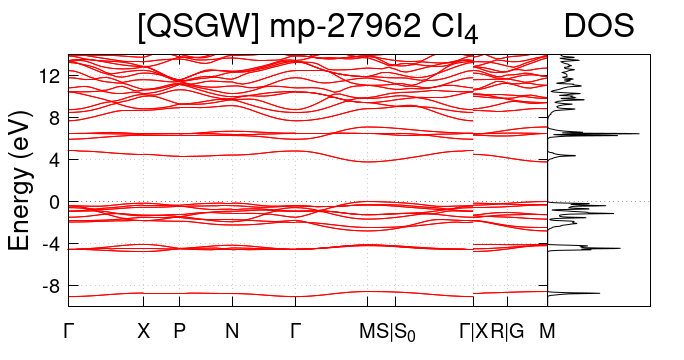 [QSGW] mp-27962 CI4 DOS
Energy (eV)
12
8
4
0
-4
-8
Γ X P N Γ MS|S0 Γ|XR|G M